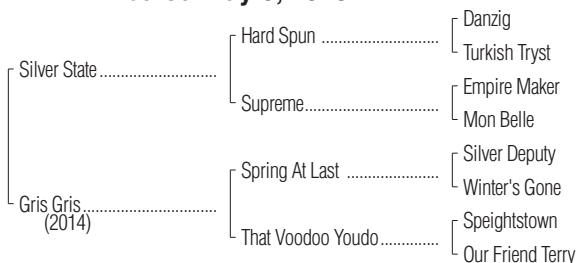 Hard Spun
Danzig
Turkish Tryst
Silver State
Supreme
Empire Maker
Mon Belle
Gris Gris
(2014)
Spring At Last
Silver Deputy
Winter's Gone
That Voodoo Youdo
Speightstown
Our Friend Terry